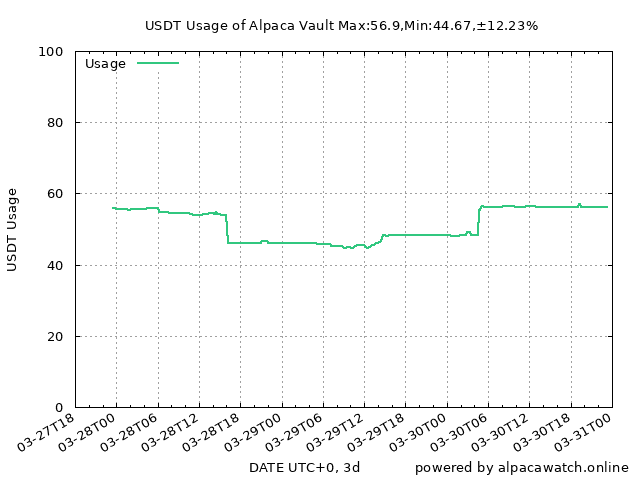 USDT Usage of Alpaca Vault Max:56.9,Min:44.67,±12.23%
Usage
100
80
60
40
20
0
USDT Usage
03-27T18
03-28T00
03-28T06
03-28T12
03-28T18
03-29T00
03-29T06
03-29T12
03-29T18
03-30T00
03-30T06
03-30T12
03-30T18
03-31T00
DATE UTC+0, 3d
powered by alpacawatch.online